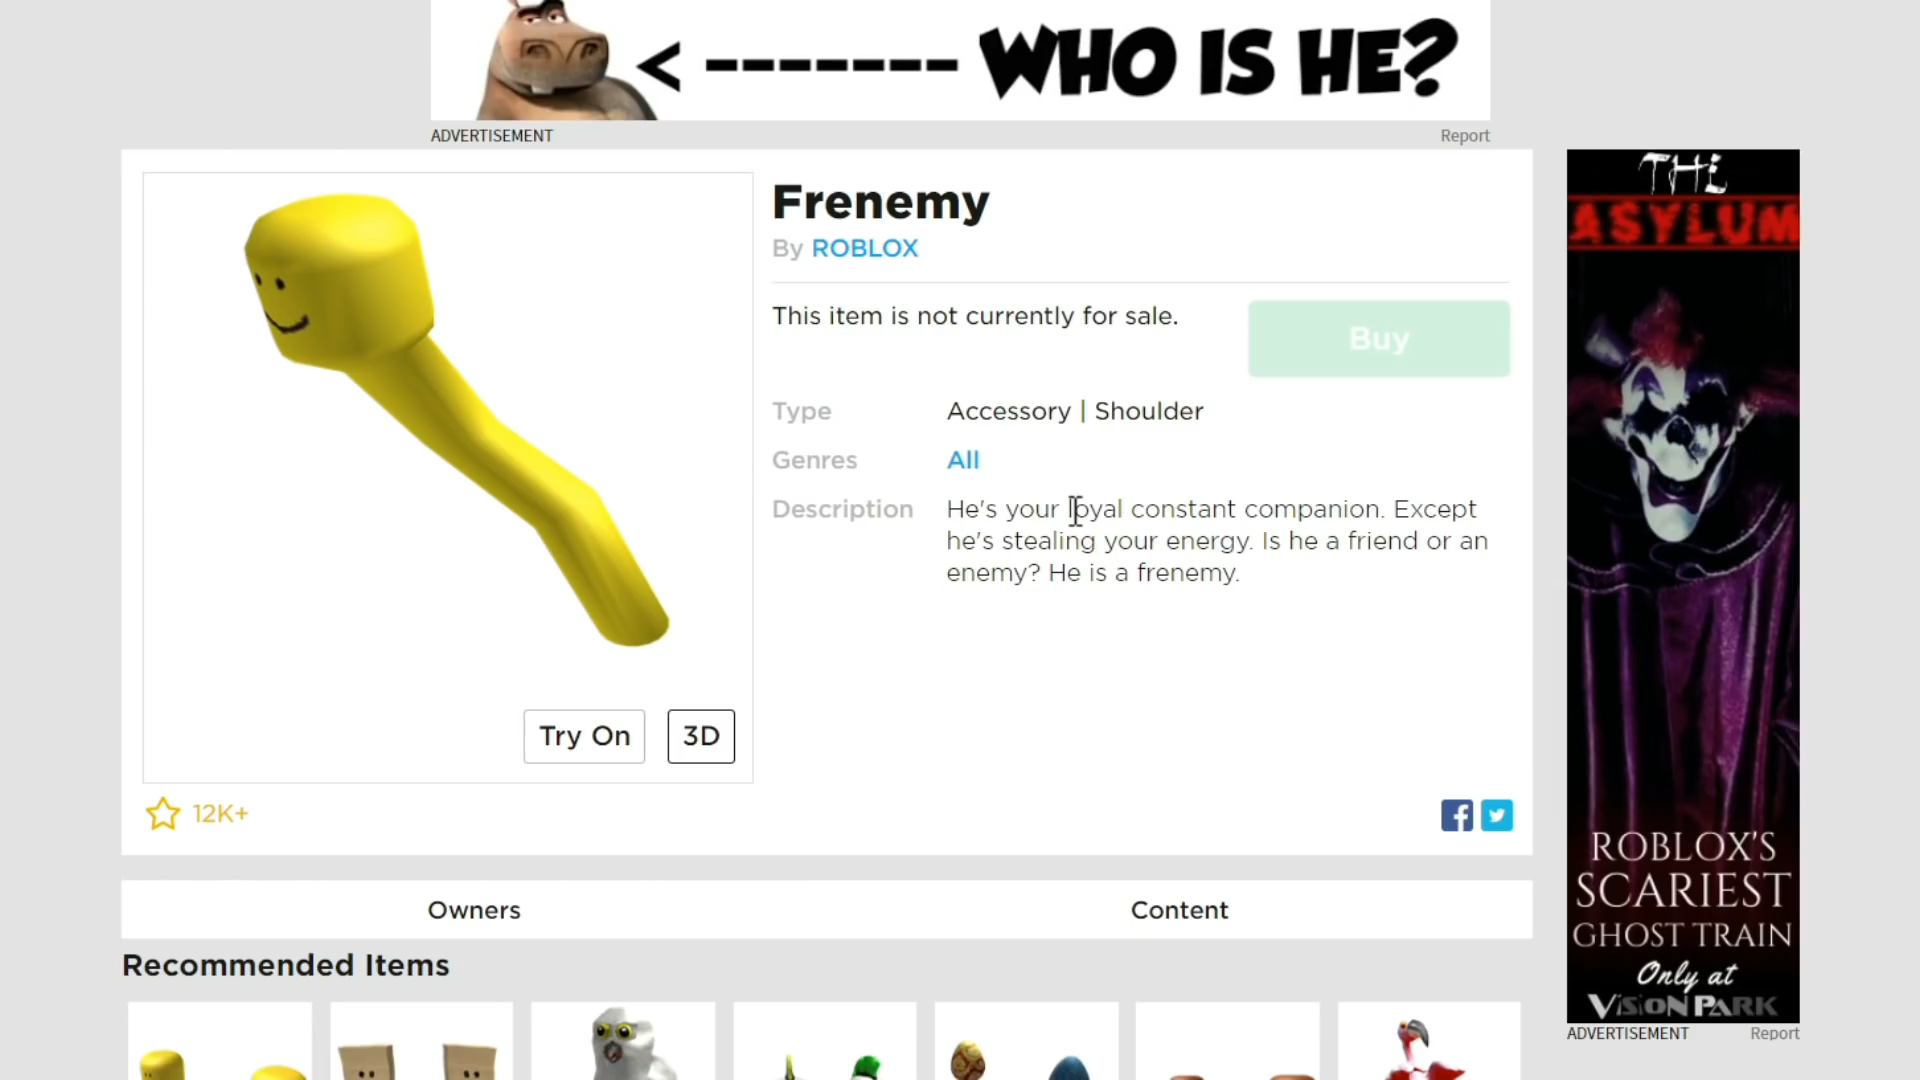 < ------- WHO IS HE?
ADVERTISEMENT
Report
Frenemy
By ROBLOX
This item is not currently for sale.
Buy
Type
Accessory | Shoulder
Genres
All
Description
He's your loyal constant companion. Except
he's stealing your energy. Is he a friend or an
enemy? He is a frenemy.
Try On
3D
12K+
Owners
Content
Recommended Items
THE
ASYLUM
ROBLOX'S
SCARIEST
GHOST TRAIN
Only at
VISION PARK
ADVERTISEMENT
Report